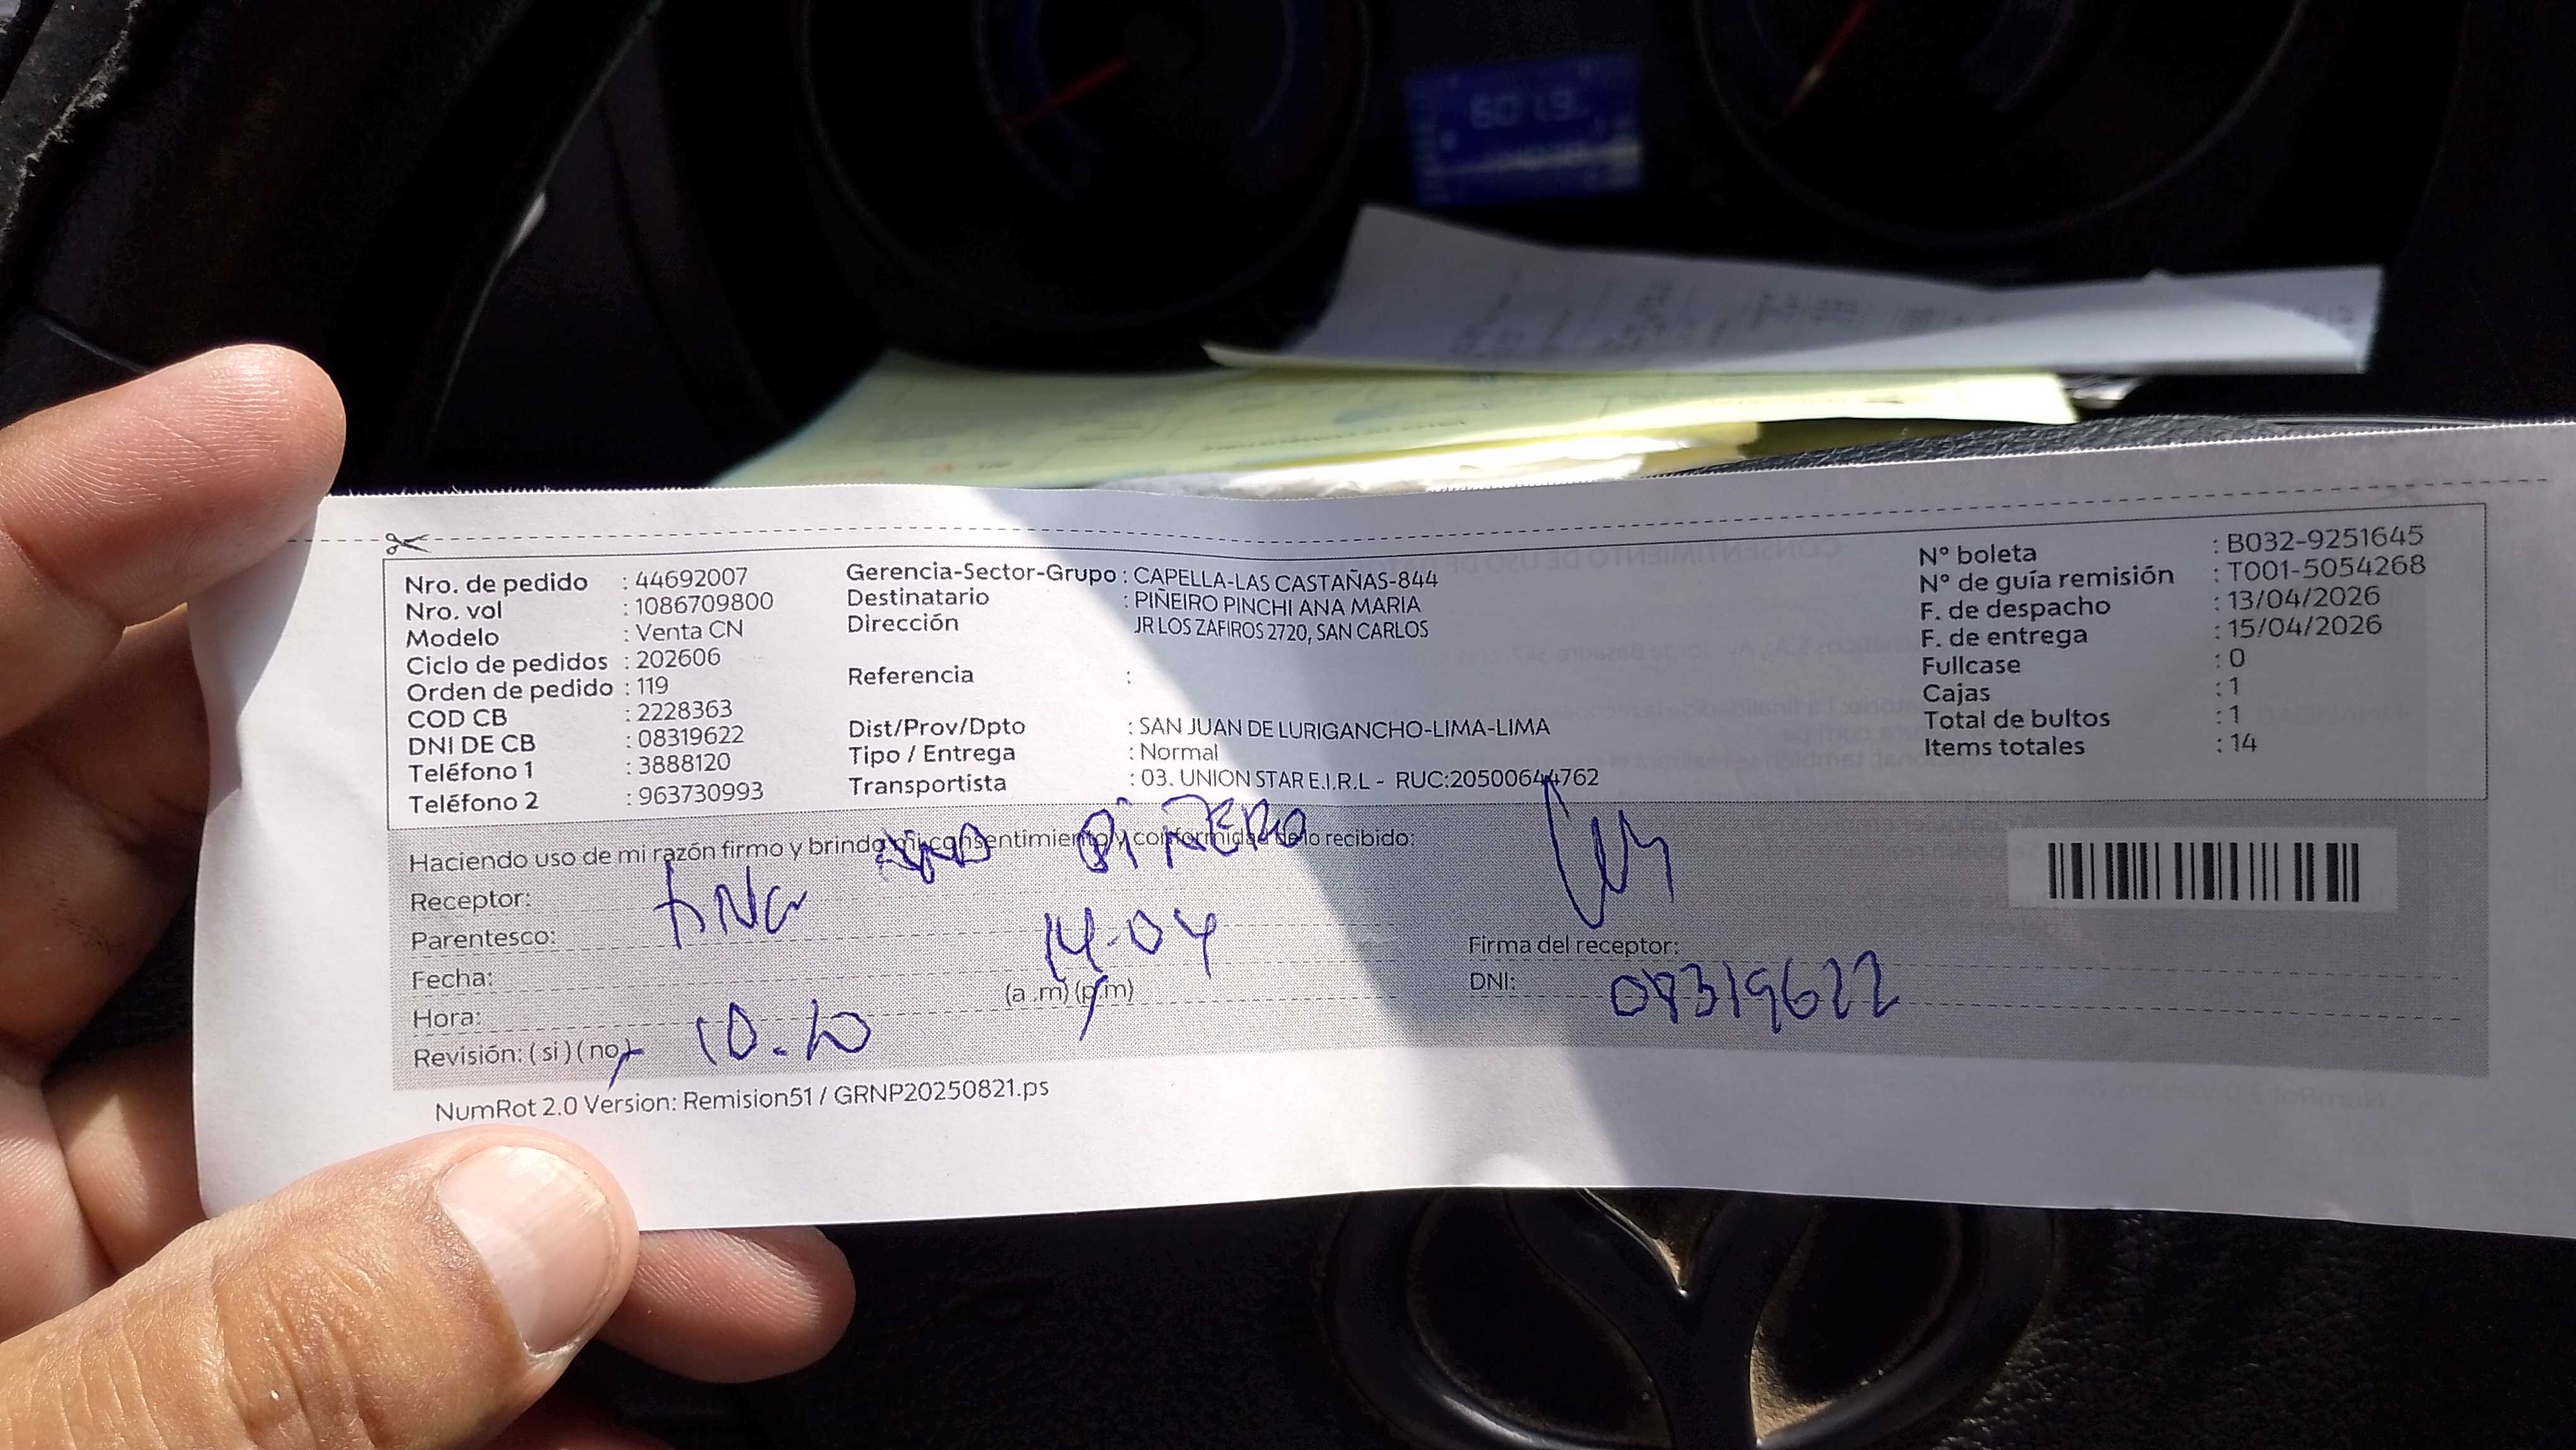 Nro. de pedido : 44692007
Nro. vol : 1086709800
Modelo : Venta CN
Ciclo de pedidos : 202606
Orden de pedido : 119
COD CB : 2228363
DNI DE CB : 08319622
Teléfono 1 : 3888120
Teléfono 2 : 963730993
Gerencia-Sector-Grupo : CAPELLA-LAS CASTAÑAS-844
Destinatario : PIÑEIRO PINCHI ANA MARIA
Dirección JR LOS ZAFIROS 2720, SAN CARLOS
Referencia :
Dist/Prov/Dpto : SAN JUAN DE LURIGANCHO-LIMA-LIMA
Tipo / Entrega : Normal
Transportista : 03. UNION STAR E.I.R.L - RUC:20500644762
N° boleta : B032-9251645
N° de guía remisión : T001-5054268
F. de despacho : 13/04/2026
F. de entrega : 15/04/2026
Fullcase : 0
Cajas : 1
Total de bultos : 1
Items totales : 14
Haciendo uso de mi razón firmo y brindo mi consentimiento y conformidad de lo recibido:
Receptor: ANA
Parentesco:
Fecha: 14-04
Hora: (a .m) (p.m)
Revisión: ( si ) ( no )
Firma del receptor:
DNI: 08319622
NumRot 2.0 Version: Remision51 / GRNP20250821.ps